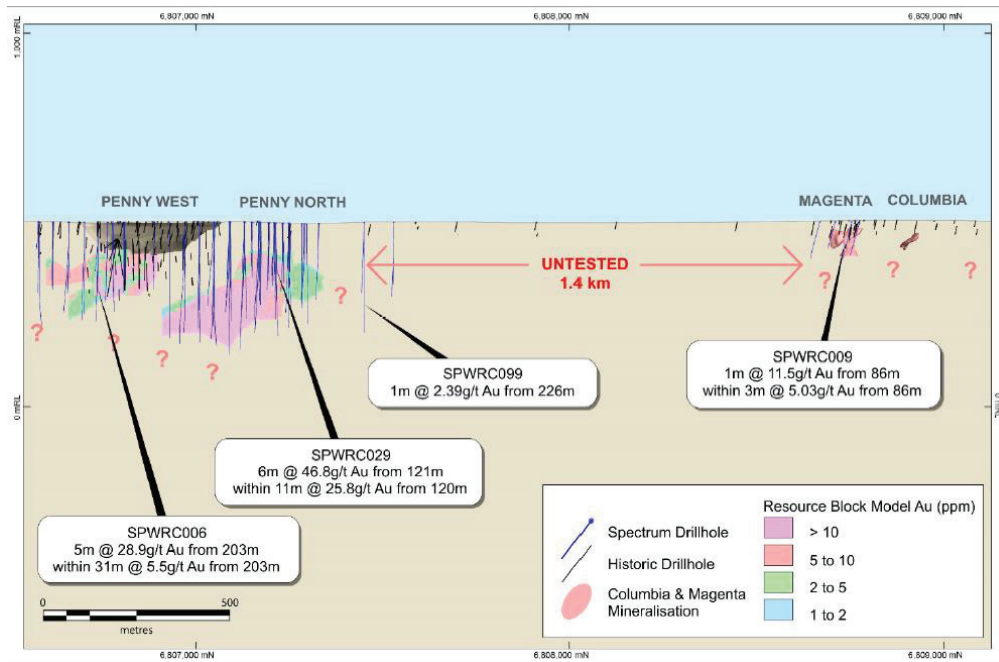 6,807,000 mN
6,808,000 mN
6,809,000 mN
1,000 mRL
PENNY WEST
PENNY NORTH
MAGENTA
COLUMBIA
UNTESTED
1.4 km
?
?
?
?
?
?
?
?
SPWRC099
1m @ 2.39g/t Au from 226m
SPWRC009
1m @ 11.5g/t Au from 86m
within 3m @ 5.03g/t Au from 86m
0 mRL
0 mRL
SPWRC029
6m @ 46.8g/t Au from 121m
within 11m @ 25.8g/t Au from 120m
SPWRC006
5m @ 28.9g/t Au from 203m
within 31m @ 5.5g/t Au from 203m
0
500
metres
Spectrum Drillhole
Historic Drillhole
Columbia & Magenta
Mineralisation
Resource Block Model Au (ppm)
> 10
5 to 10
2 to 5
1 to 2
6,807,000 mN
6,808,000 mN
6,809,000 mN